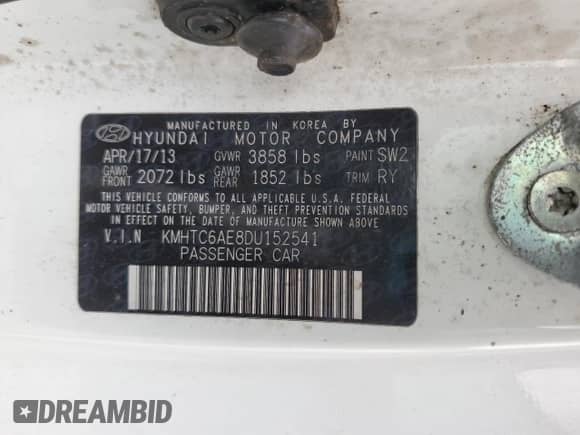 MANUFACTURED IN KOREA BY
HYUNDAI MOTOR COMPANY
APR/17/13 GVWR 3858 lbs PAINT SW2
GAWR FRONT 2072 lbs GAWR REAR 1852 lbs TRIM RY
THIS VEHICLE CONFORMS TO ALL APPLICABLE U.S.A. FEDERAL
MOTOR VEHICLE SAFETY, BUMPER, AND THEFT PREVENTION STANDARDS
IN EFFECT ON THE DATE OF MANUFACTURE SHOWN ABOVE
V.I.N KMHTC6AE8DU152541
PASSENGER CAR
DREAMBID